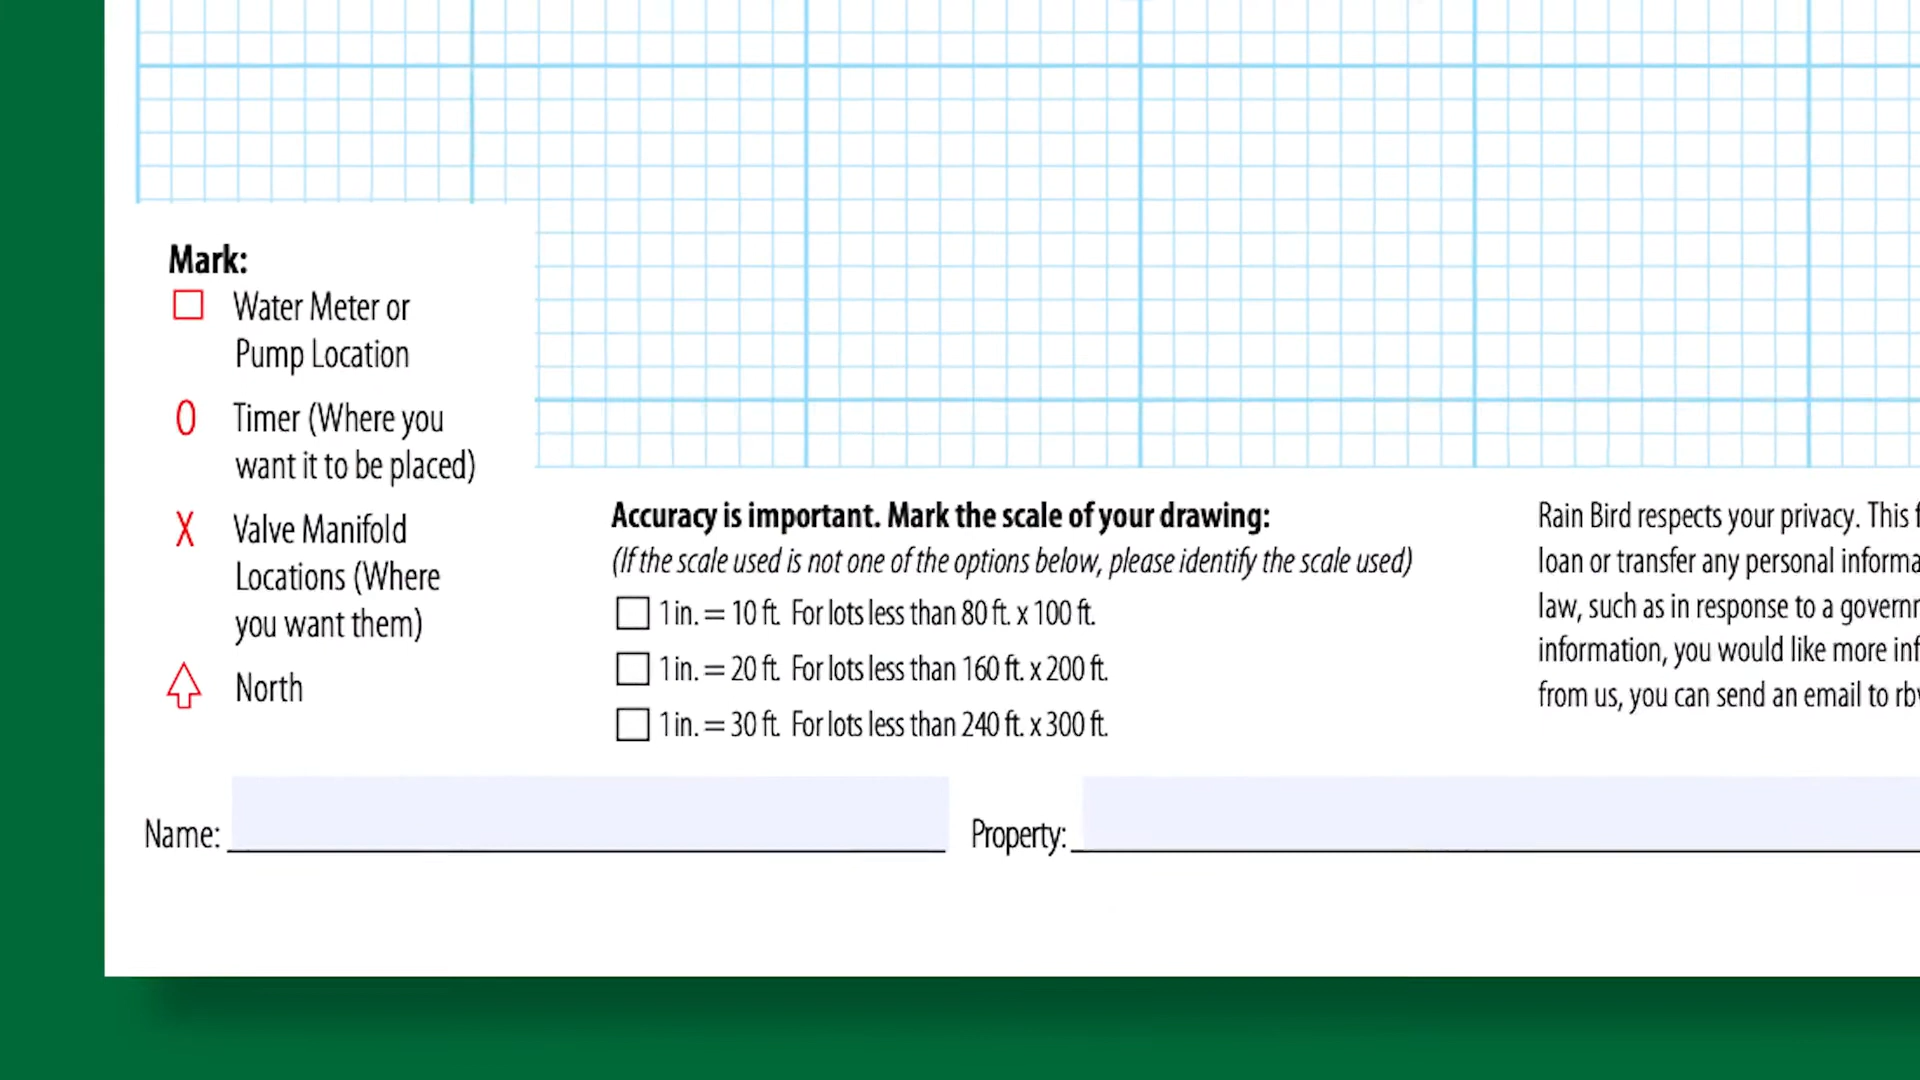 Mark:
Water Meter or
Pump Location
O Timer (Where you
want it to be placed)
X Valve Manifold
Locations (Where
you want them)
North
Accuracy is important. Mark the scale of your drawing:
(If the scale used is not one of the options below, please identify the scale used)
1 in. = 10 ft. For lots less than 80 ft. x 100 ft.
1 in. = 20 ft. For lots less than 160 ft. x 200 ft.
1 in. = 30 ft. For lots less than 240 ft. x 300 ft.
Rain Bird respects your privacy. This
loan or transfer any personal
law, such as in response to a
information, you would like more
from us, you can send an email to
Name:
Property: